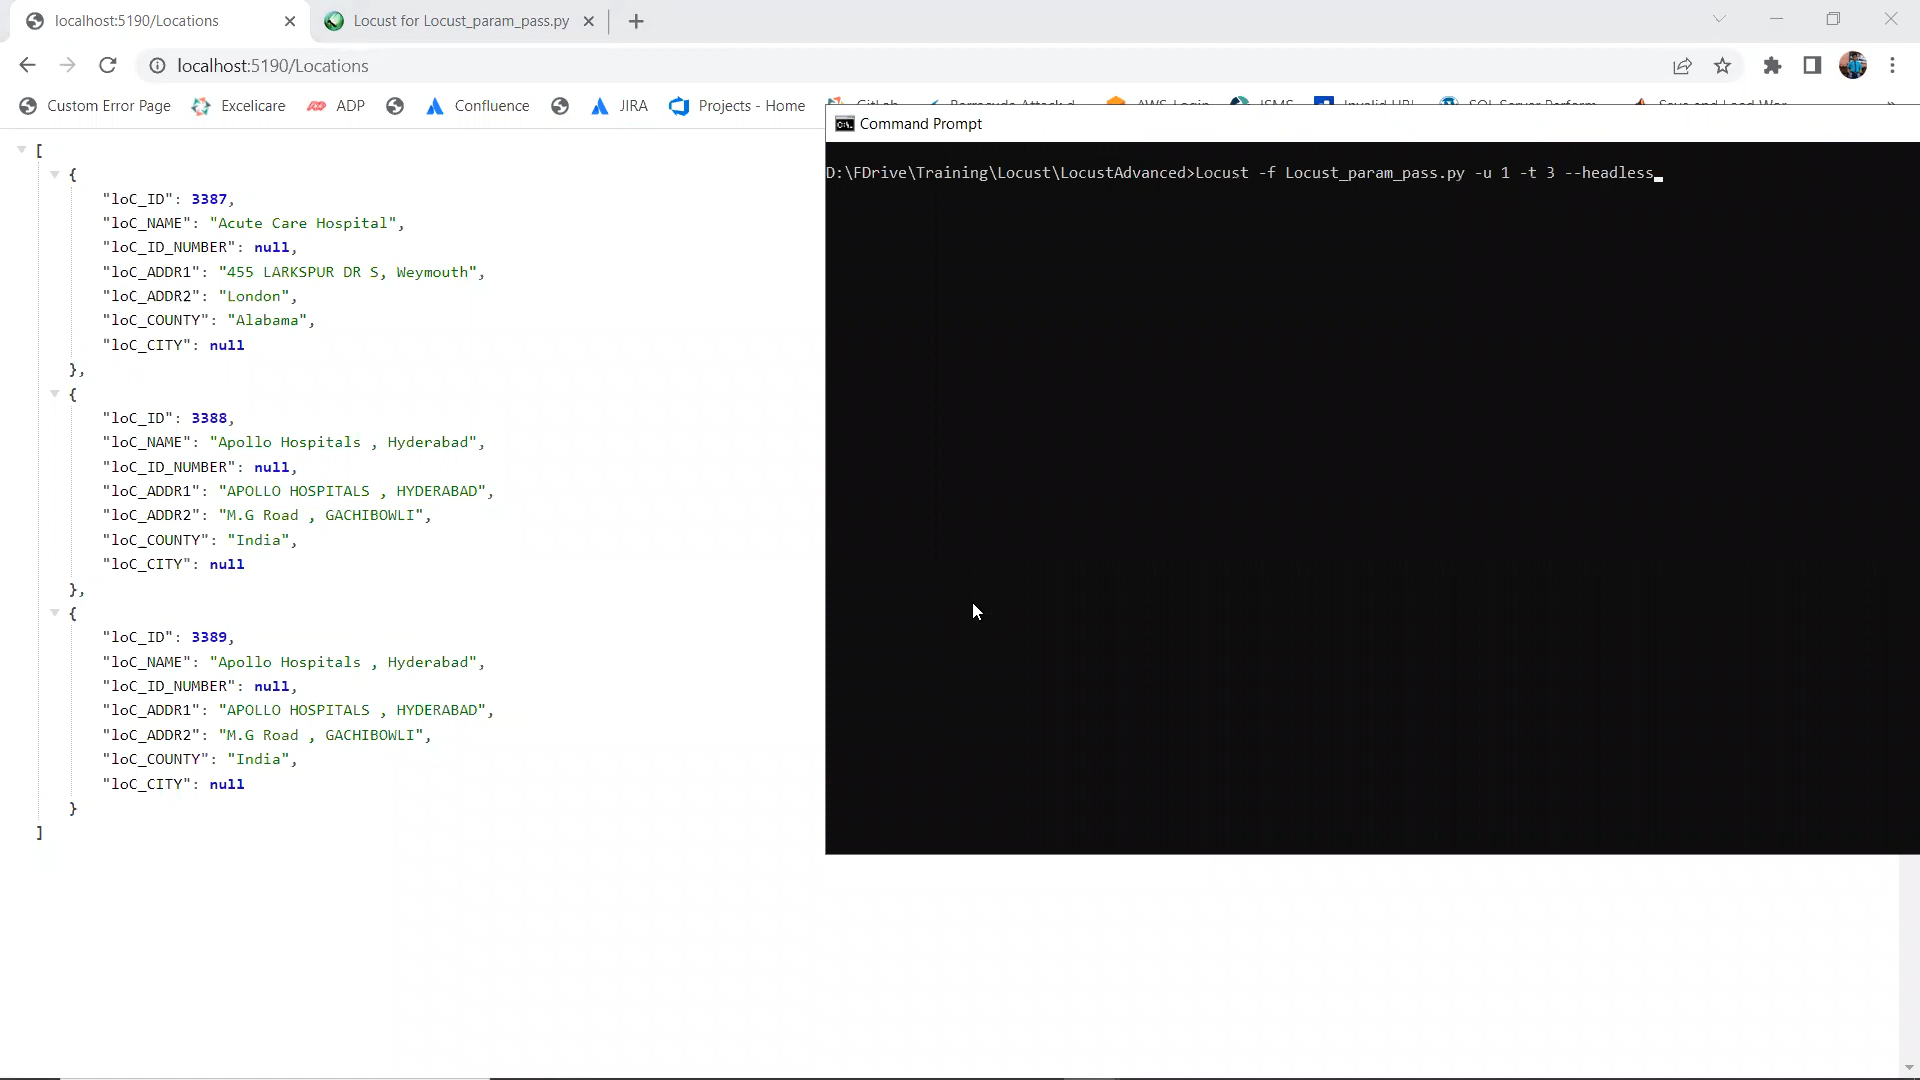 localhost:5190/Locations
Locust for Locust_param_pass.py
localhost:5190/Locations
Custom Error Page
Excelicare
ADP
Confluence
JIRA
Projects - Home
Command Prompt
D:\FDrive\Training\Locust\LocustAdvanced>Locust -f Locust_param_pass.py -u 1 -t 3 --headless
[
{
"loC_ID": 3387,
"loC_NAME": "Acute Care Hospital",
"loC_ID_NUMBER": null,
"loC_ADDR1": "455 LARKSPUR DR S, Weymouth",
"loC_ADDR2": "London",
"loC_COUNTY": "Alabama",
"loC_CITY": null
},
{
"loC_ID": 3388,
"loC_NAME": "Apollo Hospitals , Hyderabad",
"loC_ID_NUMBER": null,
"loC_ADDR1": "APOLLO HOSPITALS , HYDERABAD",
"loC_ADDR2": "M.G Road , GACHIBOWLI",
"loC_COUNTY": "India",
"loC_CITY": null
},
{
"loC_ID": 3389,
"loC_NAME": "Apollo Hospitals , Hyderabad",
"loC_ID_NUMBER": null,
"loC_ADDR1": "APOLLO HOSPITALS , HYDERABAD",
"loC_ADDR2": "M.G Road , GACHIBOWLI",
"loC_COUNTY": "India",
"loC_CITY": null
}
]